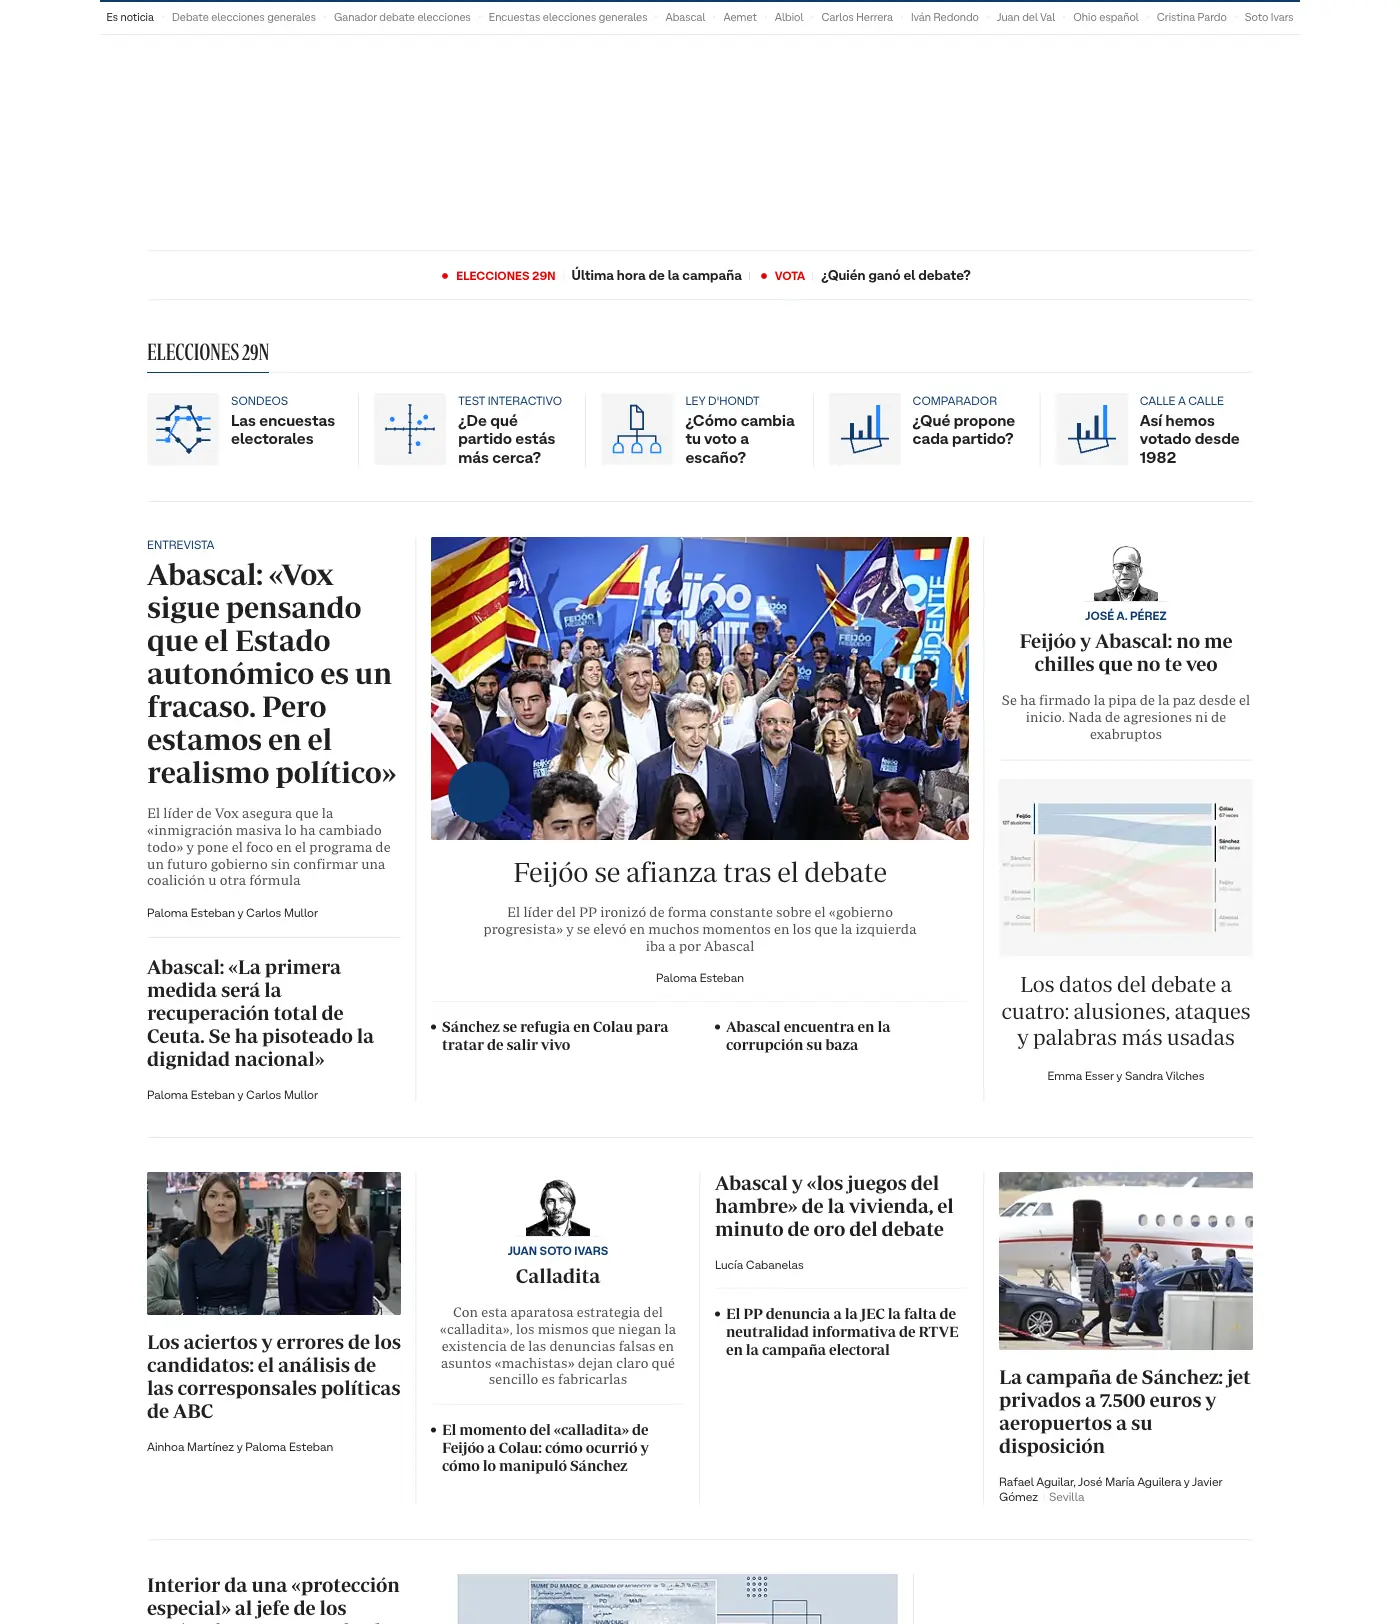 Es noticia
Debate elecciones generales
Ganador debate elecciones
Encuestas elecciones generales
Abascal
Aemet
Albiol
Carlos Herrera
Iván Redondo
Juan del Val
Ohio español
Cristina Pardo
Soto Ivars
ELECCIONES 29N
Última hora de la campaña
VOTA
¿Quién ganó el debate?
ELECCIONES 29N
SONDEOS
Las encuestas
electorales
TEST INTERACTIVO
¿De qué
partido estás
más cerca?
LEY D'HONDT
¿Cómo cambia
tu voto a
escaño?
COMPARADOR
¿Qué propone
cada partido?
CALLE A CALLE
Así hemos
votado desde
1982
ENTREVISTA
Abascal: «Vox
sigue pensando
que el Estado
autonómico es un
fracaso. Pero
estamos en el
realismo político»
El líder de Vox asegura que la
«inmigración masiva lo ha cambiado
todo» y pone el foco en el programa de
un futuro gobierno sin confirmar una
coalición u otra fórmula
Paloma Esteban y Carlos Mullor
Abascal: «La primera
medida será la
recuperación total de
Ceuta. Se ha pisoteado la
dignidad nacional»
Paloma Esteban y Carlos Mullor
feijóo
Feijóo se afianza tras el debate
El líder del PP ironizó de forma constante sobre el «gobierno
progresista» y se elevó en muchos momentos en los que la izquierda
iba a por Abascal
Paloma Esteban
• Sánchez se refugia en Colau para
tratar de salir vivo
• Abascal encuentra en la
corrupción su baza
JOSÉ A. PÉREZ
Feijóo y Abascal: no me
chilles que no te veo
Se ha firmado la pipa de la paz desde el
inicio. Nada de agresiones ni de
exabruptos
Feijóo
Colau
67 veces
Sánchez
147 veces
Sánchez
Feijóo
Abascal
Abascal
Colau
Los datos del debate a
cuatro: alusiones, ataques
y palabras más usadas
Emma Esser y Sandra Vilches
Los aciertos y errores de los
candidatos: el análisis de
las corresponsales políticas
de ABC
Ainhoa Martínez y Paloma Esteban
JUAN SOTO IVARS
Calladita
Con esta aparatosa estrategia del
«calladita», los mismos que niegan la
existencia de las denuncias falsas en
asuntos «machistas» dejan claro qué
sencillo es fabricarlas
• El momento del «calladita» de
Feijóo a Colau: cómo ocurrió y
cómo lo manipuló Sánchez
Abascal y «los juegos del
hambre» de la vivienda, el
minuto de oro del debate
Lucía Cabanelas
• El PP denuncia a la JEC la falta de
neutralidad informativa de RTVE
en la campaña electoral
La campaña de Sánchez: jet
privados a 7.500 euros y
aeropuertos a su
disposición
Rafael Aguilar, José María Aguilera y Javier
Gómez
Sevilla
Interior da una «protección
especial» al jefe de los